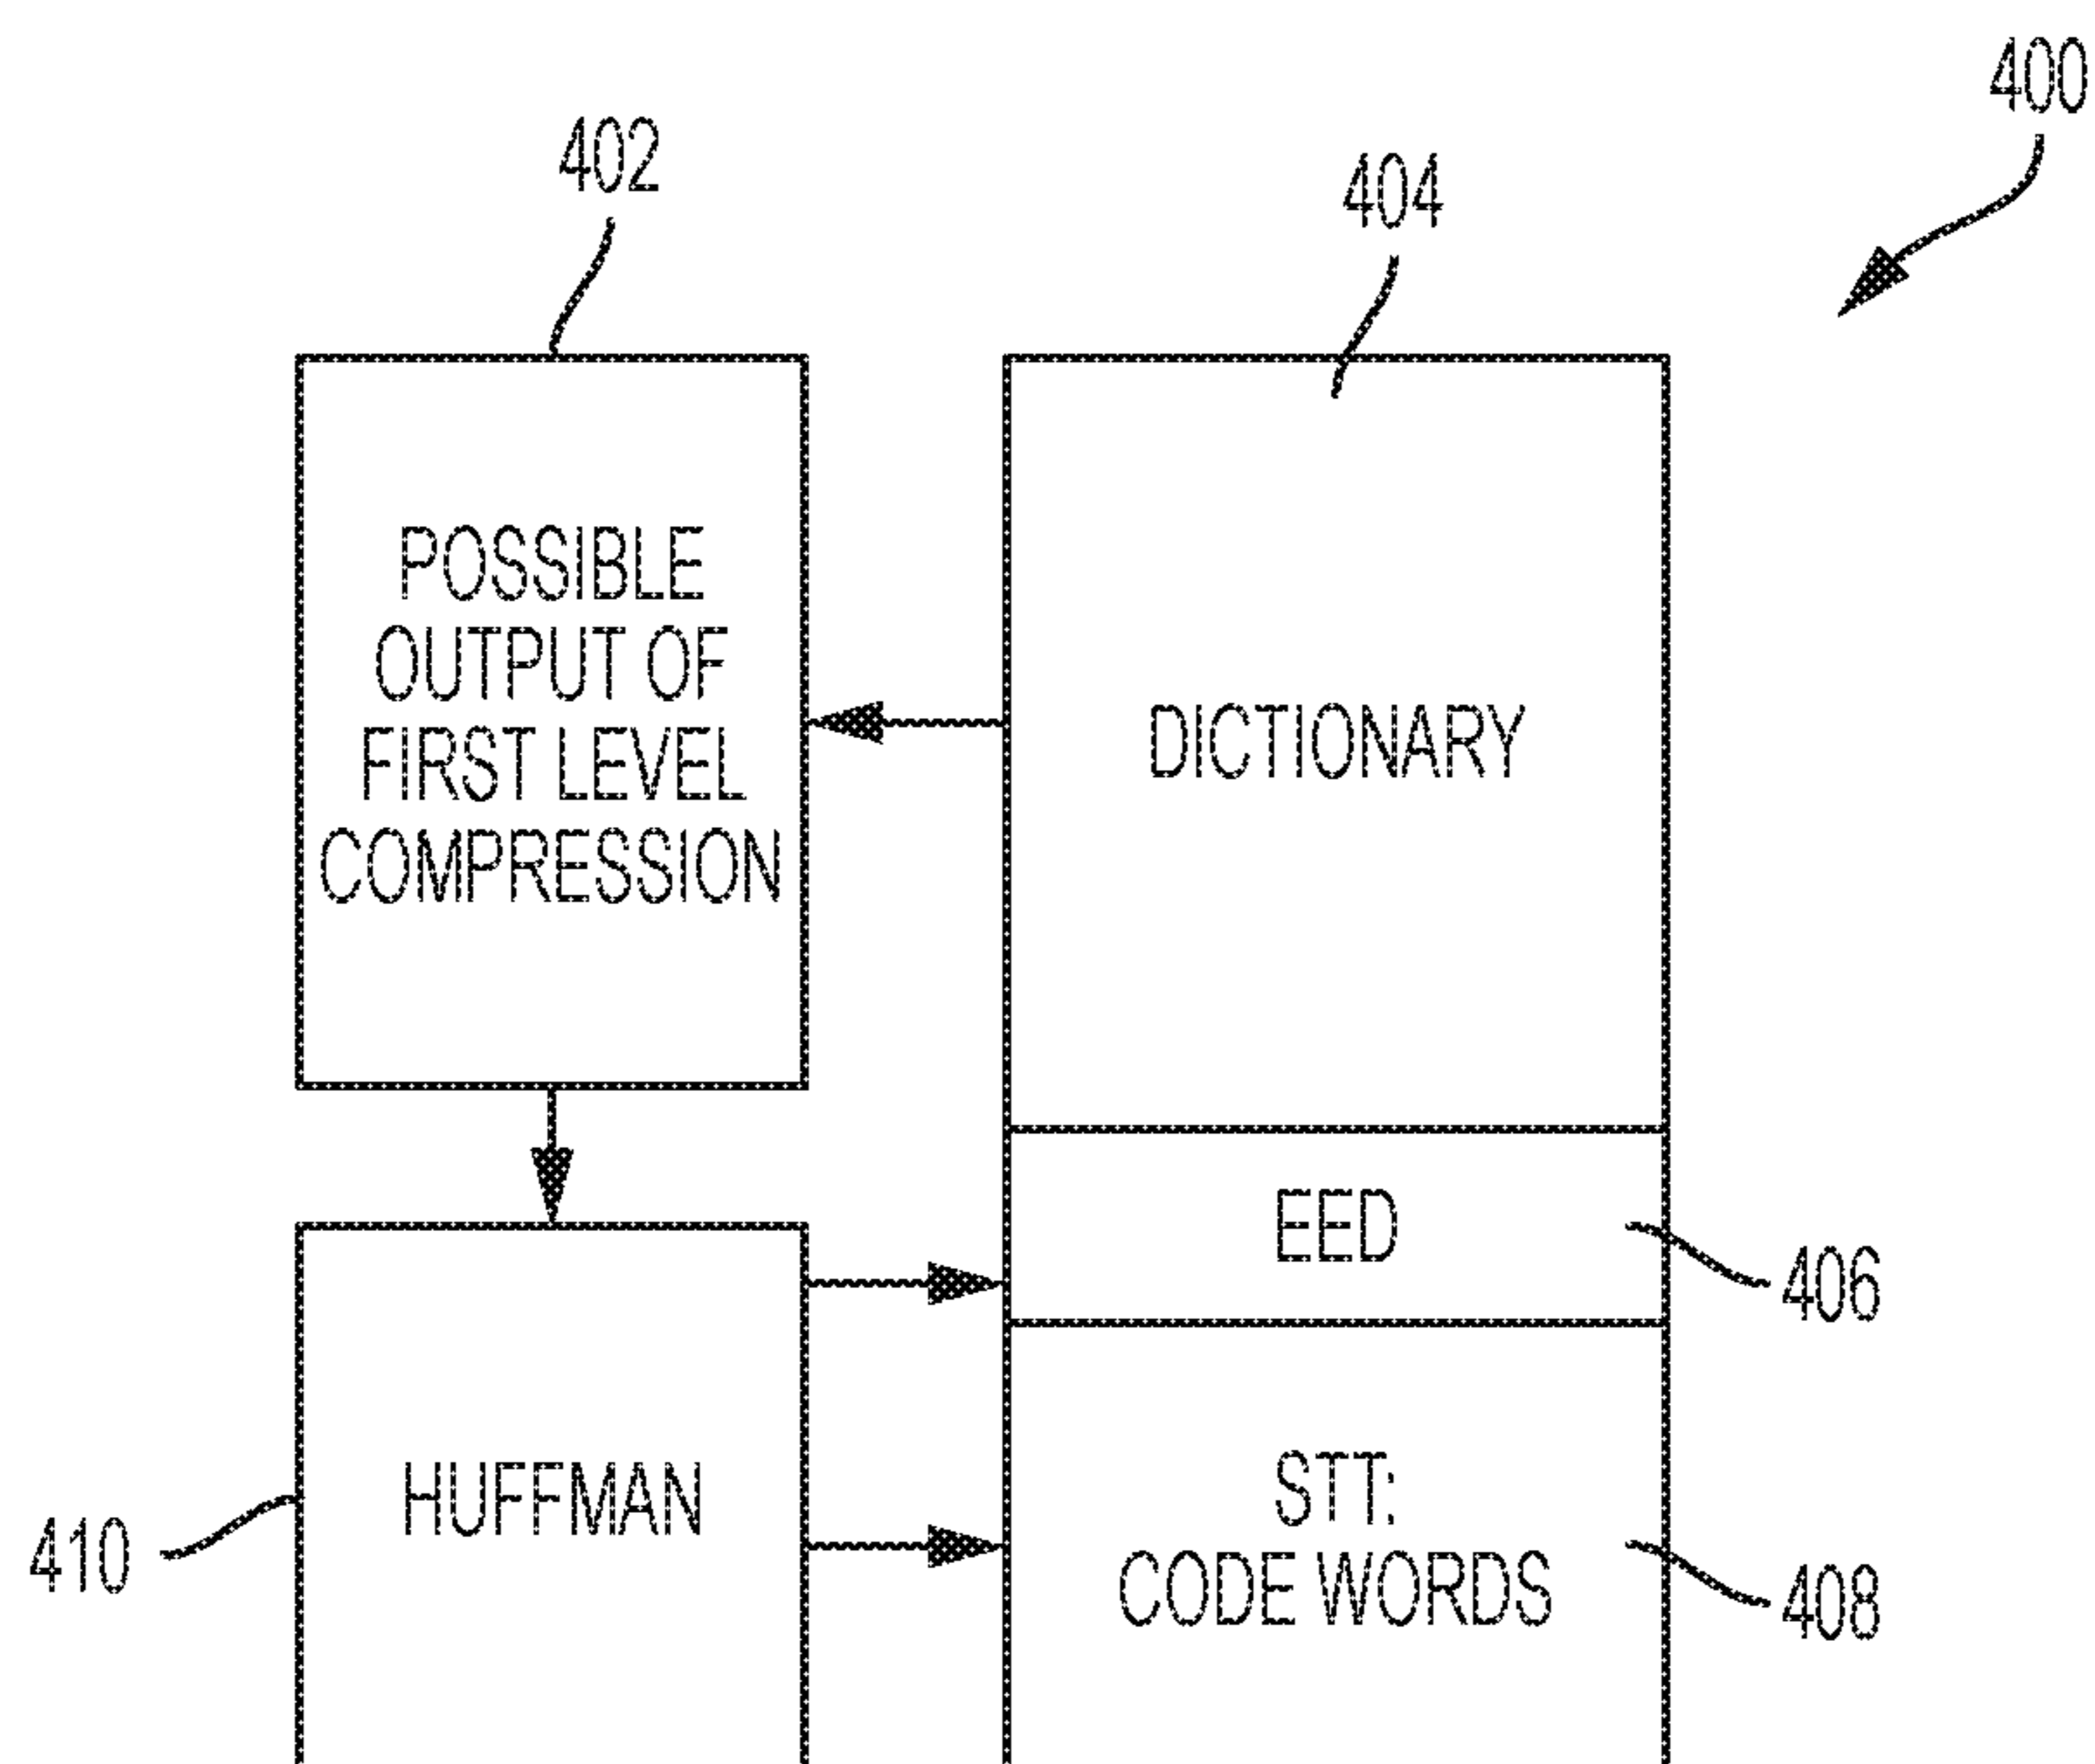 400
402
404
POSSIBLE
OUTPUT OF
FIRST LEVEL
COMPRESSION
DICTIONARY
EED
406
HUFFMAN
410
STT:
CODE WORDS
408